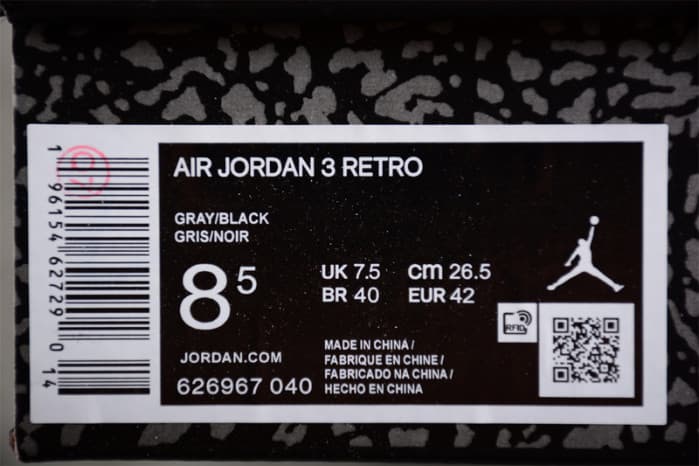 AIR JORDAN 3 RETRO
GRAY/BLACK
GRIS/NOIR
8 5
UK 7.5 cm 26.5
BR 40 EUR 42
JORDAN.COM
626967 040
MADE IN CHINA /
FABRIQUE EN CHINE /
FABRICADO NA CHINA /
HECHO EN CHINA
RFID
1 96154 62729 0 14